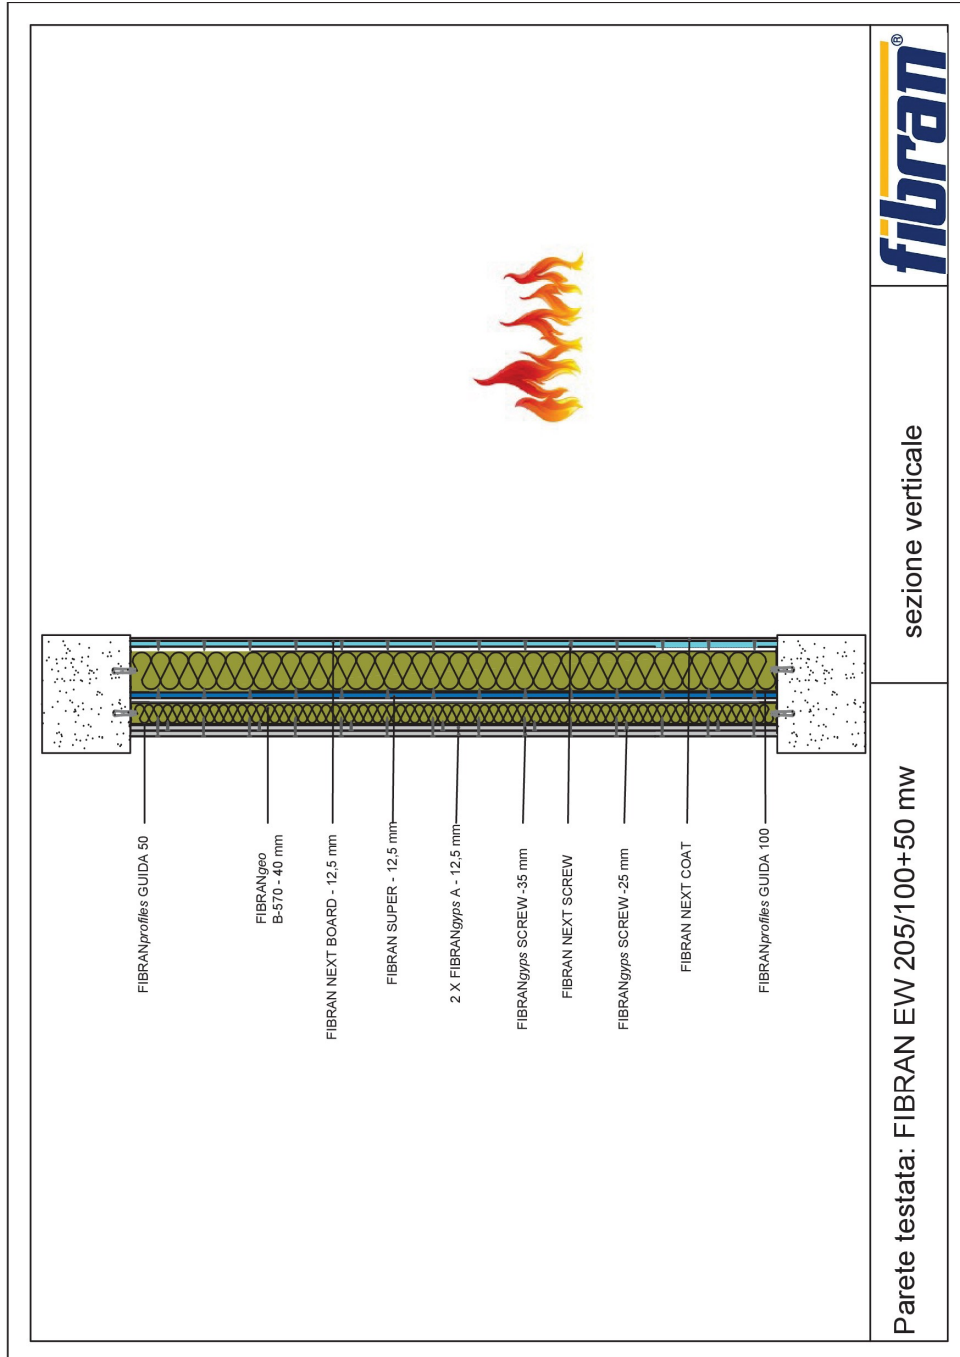 FIBRANprofiles GUIDA 50
FIBRANgeo
B-570 - 40 mm
FIBRAN NEXT BOARD - 12,5 mm
FIBRAN SUPER - 12,5 mm
2 X FIBRANgyps A - 12,5 mm
FIBRANgyps SCREW -35 mm
FIBRAN NEXT SCREW
FIBRANgyps SCREW -25 mm
FIBRAN NEXT COAT
FIBRANprofiles GUIDA 100
Parete testata: FIBRAN EW 205/100+50 mw
sezione verticale
fibran®